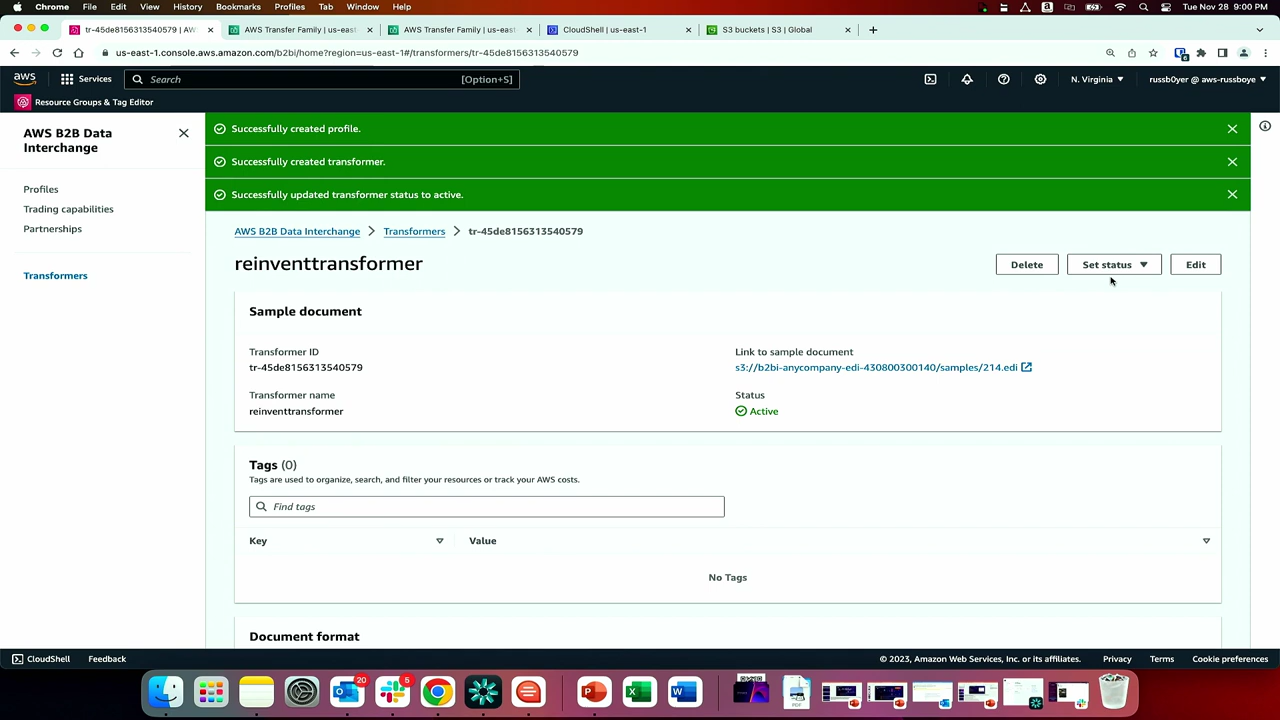 Chrome File Edit View History Bookmarks Profiles Tab Window Help
Tue Nov 28 9:00 PM
tr-45de8156313540579 | AW
AWS Transfer Family | us-east-
AWS Transfer Family | us-east-
CloudShell | us-east-1
S3 buckets | S3 | Global
us-east-1.console.aws.amazon.com/b2bi/home?region=us-east-1#/transformers/tr-45de8156313540579
aws
Services
Search
[Option+S]
N. Virginia
russb0yer @ aws-russboye
Resource Groups & Tag Editor
AWS B2B Data
Interchange
Profiles
Trading capabilities
Partnerships
Transformers
Successfully created profile.
Successfully created transformer.
Successfully updated transformer status to active.
AWS B2B Data Interchange > Transformers > tr-45de8156313540579
reinventtransformer
Delete
Set status
Edit
Sample document
Transformer ID
tr-45de8156313540579
Link to sample document
s3://b2bi-anycompany-edi-430800300140/samples/214.edi
Transformer name
reinventtransformer
Status
Active
Tags (0)
Tags are used to organize, search, and filter your resources or track your AWS costs.
Find tags
Key
Value
No Tags
Document format
CloudShell
Feedback
© 2023, Amazon Web Services, Inc. or its affiliates.
Privacy
Terms
Cookie preferences
20
5